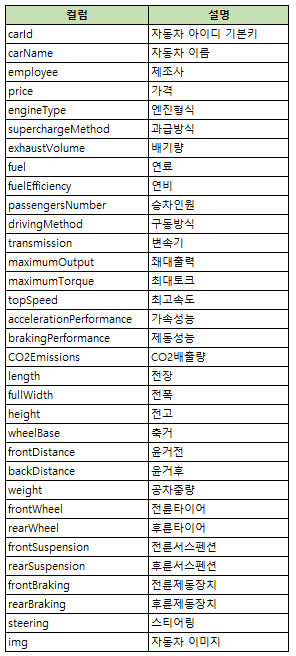 컬럼 설명
carId 자동차 아이디 기본키
carName 자동차 이름
employee 제조사
price 가격
engineType 엔진형식
superchargeMethod 과급방식
exhaustVolume 배기량
fuel 연료
fuelEfficiency 연비
passengersNumber 승차인원
drivingMethod 구동방식
transmission 변속기
maximumOutput 최대출력
maximumTorque 최대토크
topSpeed 최고속도
accelerationPerformance 가속성능
brakingPerformance 제동성능
CO2Emissions CO2배출량
length 전장
fullWidth 전폭
height 전고
wheelBase 축거
frontDistance 윤거전
backDistance 윤거후
weight 공차중량
frontWheel 전륜타이어
rearWheel 후륜타이어
frontSuspension 전륜서스펜션
rearSuspension 후륜서스펜션
frontBraking 전륜제동장치
rearBraking 후륜제동장치
steering 스티어링
img 자동차 이미지